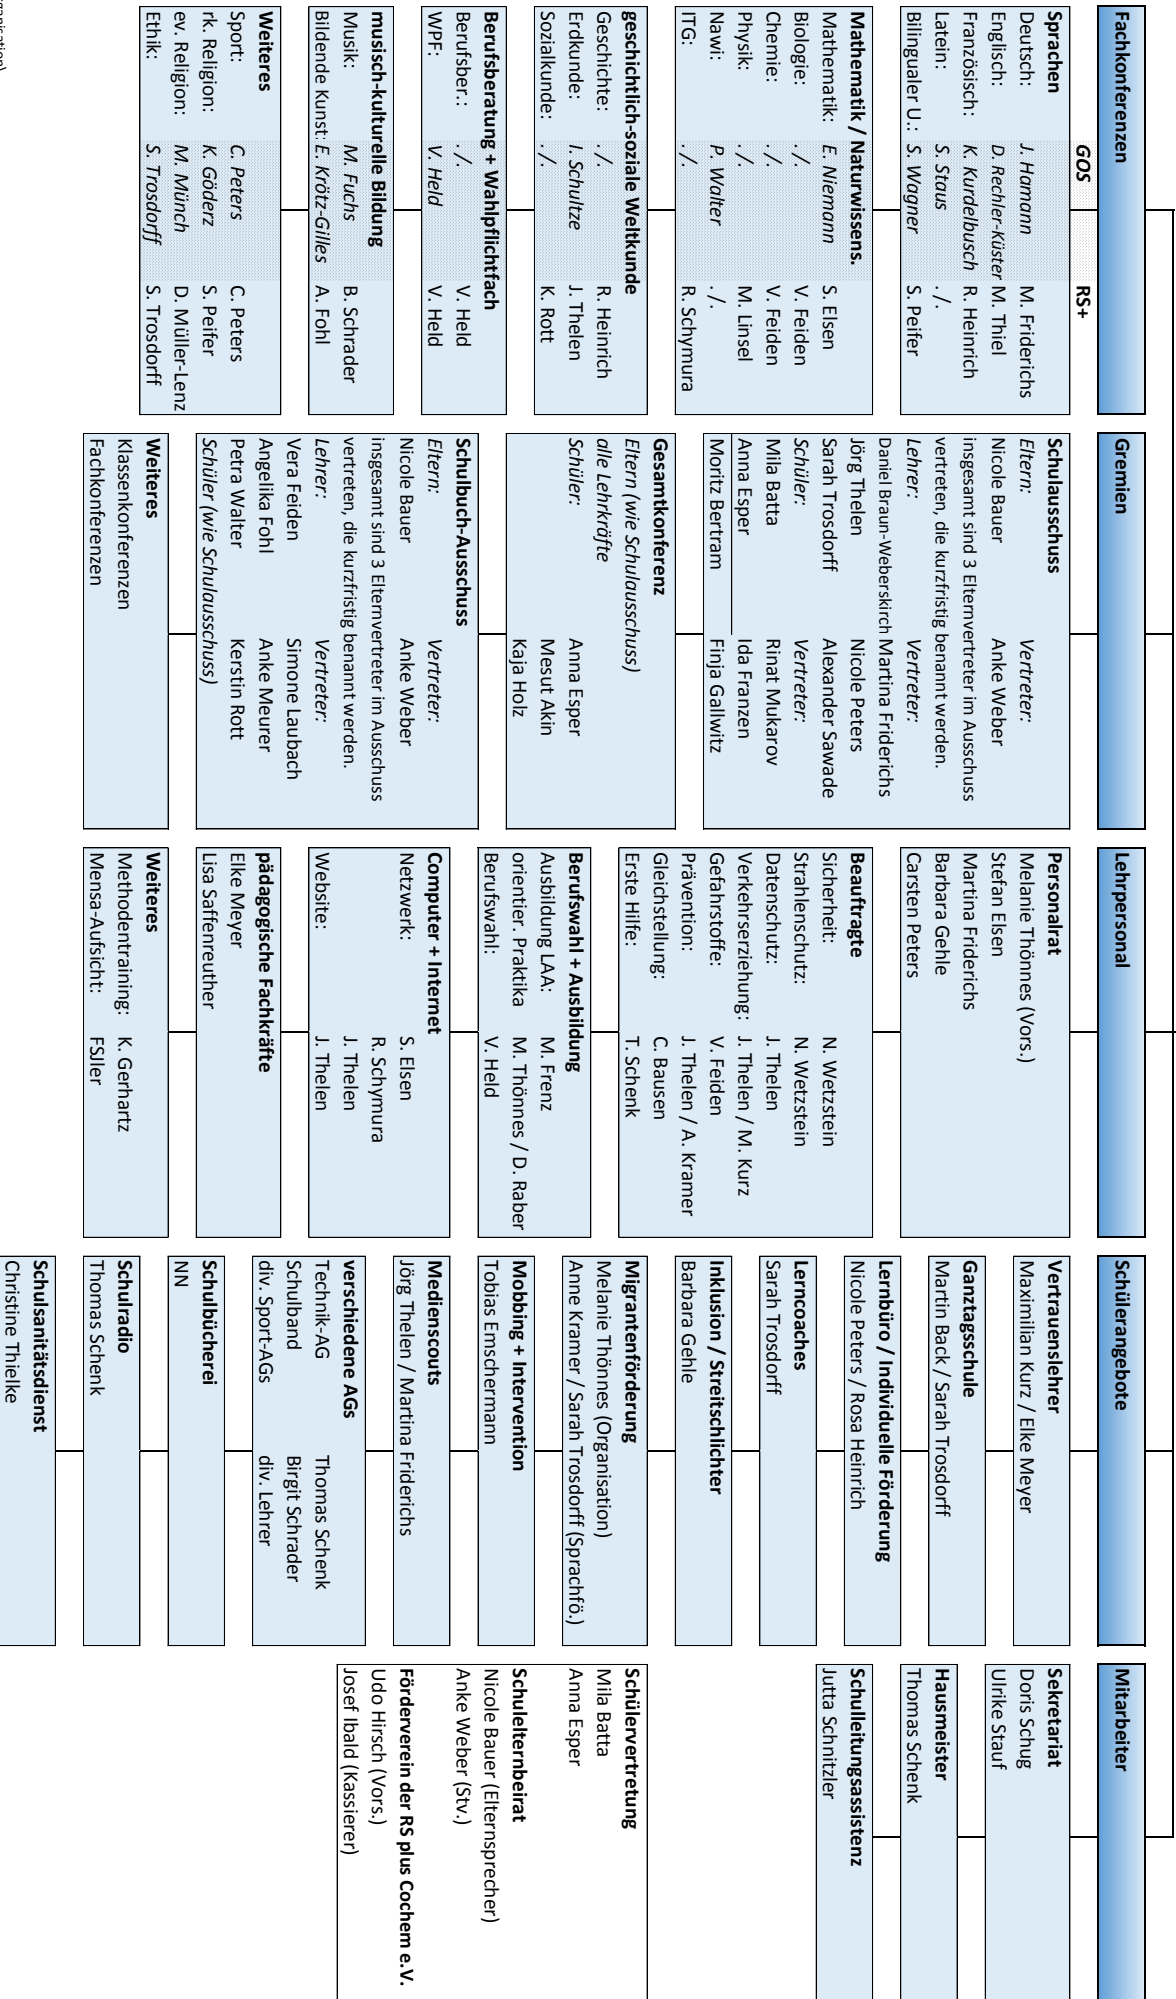 Fachkonferenzen
GOS RS+
Sprachen
Deutsch: J. Hamann M. Friderichs
Englisch: D. Rechler-Küster M. Thiel
Französisch: K. Kurdelbusch R. Heinrich
Latein: S. Staus ./.
Bilingualer U.: S. Wagner S. Peifer
Mathematik / Naturwissens.
Mathematik: E. Niemann S. Elsen
Biologie: ./. V. Feiden
Chemie: ./. V. Feiden
Physik: ./. M. Linsel
Nawi: P. Walter ./.
ITG: ./. R. Schymura
geschichtlich-soziale Weltkunde
Geschichte: ./. R. Heinrich
Erdkunde: I. Schultze J. Thelen
Sozialkunde: ./. K. Rott
Berufsberatung + Wahlpflichtfach
Berufsber.: ./. V. Held
WPF: V. Held V. Held
musisch-kulturelle Bildung
Musik: M. Fuchs B. Schrader
Bildende Kunst: E. Krötz-Gilles A. Fohl
Weiteres
Sport: C. Peters C. Peters
rk. Religion: K. Göderz S. Peifer
ev. Religion: M. Münch D. Müller-Lenz
Ethik: S. Trosdorff S. Trosdorff
Gremien
Schulausschuss
Eltern: Vertreter:
Nicole Bauer Anke Weber
insgesamt sind 3 Elternvertreter im Ausschuss
vertreten, die kurzfristig benannt werden.
Lehrer: Vertreter:
Daniel Braun-Weberskirch Martina Friderichs
Jörg Thelen Nicole Peters
Sarah Trosdorff Alexander Sawade
Schüler: Vertreter:
Mila Batta Rinat Mukarov
Anna Esper Ida Franzen
Moritz Bertram Finja Gallwitz
Gesamtkonferenz
Eltern (wie Schulausschuss)
alle Lehrkräfte
Schüler: Anna Esper
Mesut Akin
Kaja Holz
Schulbuch-Ausschuss
Eltern: Vertreter:
Nicole Bauer Anke Weber
insgesamt sind 3 Elternvertreter im Ausschuss
vertreten, die kurzfristig benannt werden.
Lehrer: Vertreter:
Vera Feiden Simone Laubach
Angelika Fohl Anke Meurer
Petra Walter Kerstin Rott
Schüler (wie Schulausschuss)
Weiteres
Klassenkonferenzen
Fachkonferenzen
Lehrpersonal
Personalrat
Melanie Thönnes (Vors.)
Stefan Elsen
Martina Friderichs
Barbara Gehle
Carsten Peters
Beauftragte
Sicherheit: N. Wetzstein
Strahlenschutz: N. Wetzstein
Datenschutz: J. Thelen
Verkehrserziehung: J. Thelen / M. Kurz
Gefahrstoffe: V. Feiden
Prävention: J. Thelen / A. Kramer
Gleichstellung: C. Bausen
Erste Hilfe: T. Schenk
Berufswahl + Ausbildung
Ausbildung LAA: M. Frenz
orientier. Praktika M. Thönnes / D. Raber
Berufswahl: V. Held
Computer + Internet
Netzwerk: S. Elsen
R. Schymura
J. Thelen
Website: J. Thelen
pädagogische Fachkräfte
Elke Meyer
Lisa Saffenreuther
Weiteres
Methodentraining: K. Gerhartz
Mensa-Aufsicht: FSJler
Schülerangebote
Vertrauenslehrer
Maximilian Kurz / Elke Meyer
Ganztagsschule
Martin Back / Sarah Trosdorff
Lernbüro / Individuelle Förderung
Nicole Peters / Rosa Heinrich
Lerncoaches
Sarah Trosdorff
Inklusion / Streitschlichter
Barbara Gehle
Migrantenförderung
Melanie Thönnes (Organisation)
Anne Kramer / Sarah Trosdorff (Sprachfö.)
Mobbing + Intervention
Tobias Emschermann
Medienscouts
Jörg Thelen / Martina Friderichs
verschiedene AGs
Technik-AG Thomas Schenk
Schulband Birgit Schrader
div. Sport-AGs div. Lehrer
Schulbücherei
NN
Schulradio
Thomas Schenk
Schulsanitätsdienst
Christine Thielke
Mitarbeiter
Sekretariat
Doris Schug
Ulrike Stauf
Hausmeister
Thomas Schenk
Schulleitungsassistenz
Jutta Schnitzler
Schülervertretung
Mila Batta
Anna Esper
Schulelternbeirat
Nicole Bauer (Elternsprecher)
Anke Weber (Stv.)
Förderverein der RS plus Cochem e.V.
Udo Hirsch (Vors.)
Josef Ibald (Kassierer)